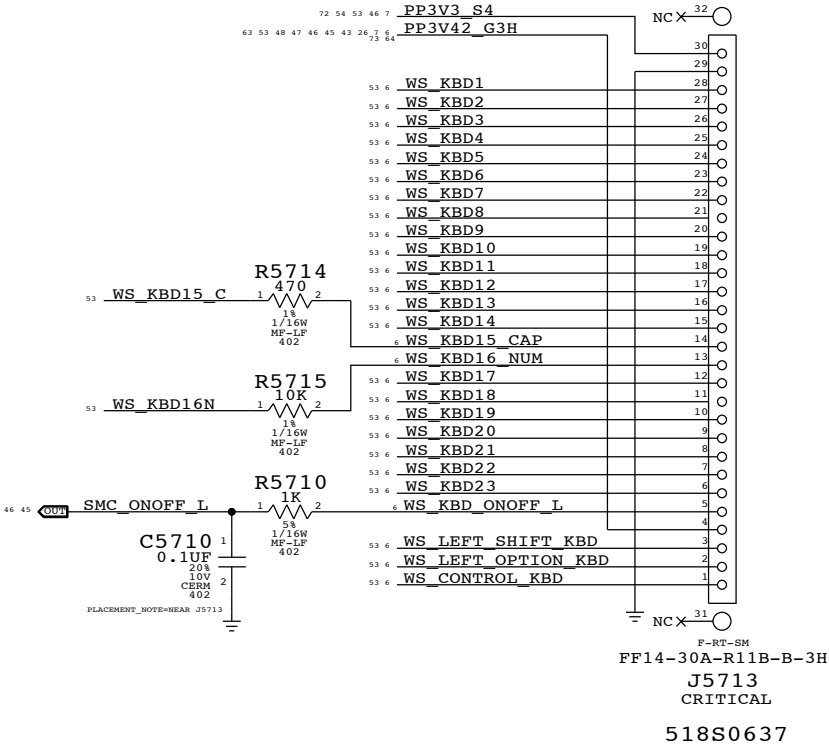 72 54 53 46 7 PP3V3_S4
NC 32
63 53 48 47 46 45 43 26 7 6 PP3V42_G3H
73 64
30
29
53 6 WS_KBD1 28
53 6 WS_KBD2 27
53 6 WS_KBD3 26
53 6 WS_KBD4 25
53 6 WS_KBD5 24
53 6 WS_KBD6 23
53 6 WS_KBD7 22
53 6 WS_KBD8 21
53 6 WS_KBD9 20
53 6 WS_KBD10 19
53 6 WS_KBD11 18
53 6 WS_KBD12 17
53 6 WS_KBD13 16
53 6 WS_KBD14 15
6 WS_KBD15_CAP 14
6 WS_KBD16_NUM 13
53 6 WS_KBD17 12
53 6 WS_KBD18 11
53 6 WS_KBD19 10
53 6 WS_KBD20 9
53 6 WS_KBD21 8
53 6 WS_KBD22 7
53 6 WS_KBD23 6
6 WS_KBD_ONOFF_L 5
4
53 6 WS_LEFT_SHIFT_KBD 3
53 6 WS_LEFT_OPTION_KBD 2
53 6 WS_CONTROL_KBD 1
R5714
470
53 WS_KBD15_C 1 2
1%
1/16W
MF-LF
402
R5715
10K
53 WS_KBD16N 1 2
1%
1/16W
MF-LF
402
R5710
1K
46 45 OUT SMC_ONOFF_L 1 2
5%
1/16W
MF-LF
402
C5710 1
0.1UF
20%
10V 2
CERM
402
PLACEMENT_NOTE=NEAR J5713
NC 31
F-RT-SM
FF14-30A-R11B-B-3H
J5713
CRITICAL
518S0637